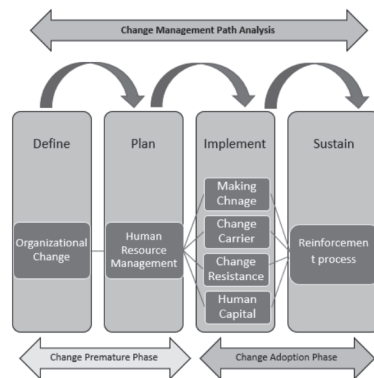 Change Management Path Analysis
Define
Plan
Implement
Sustain
Organizational
Change
Human
Resource
Management
Making
Chnage
Change
Carrier
Change
Resistance
Human
Capital
Reinforcemen
t process
Change Premature Phase
Change Adoption Phase